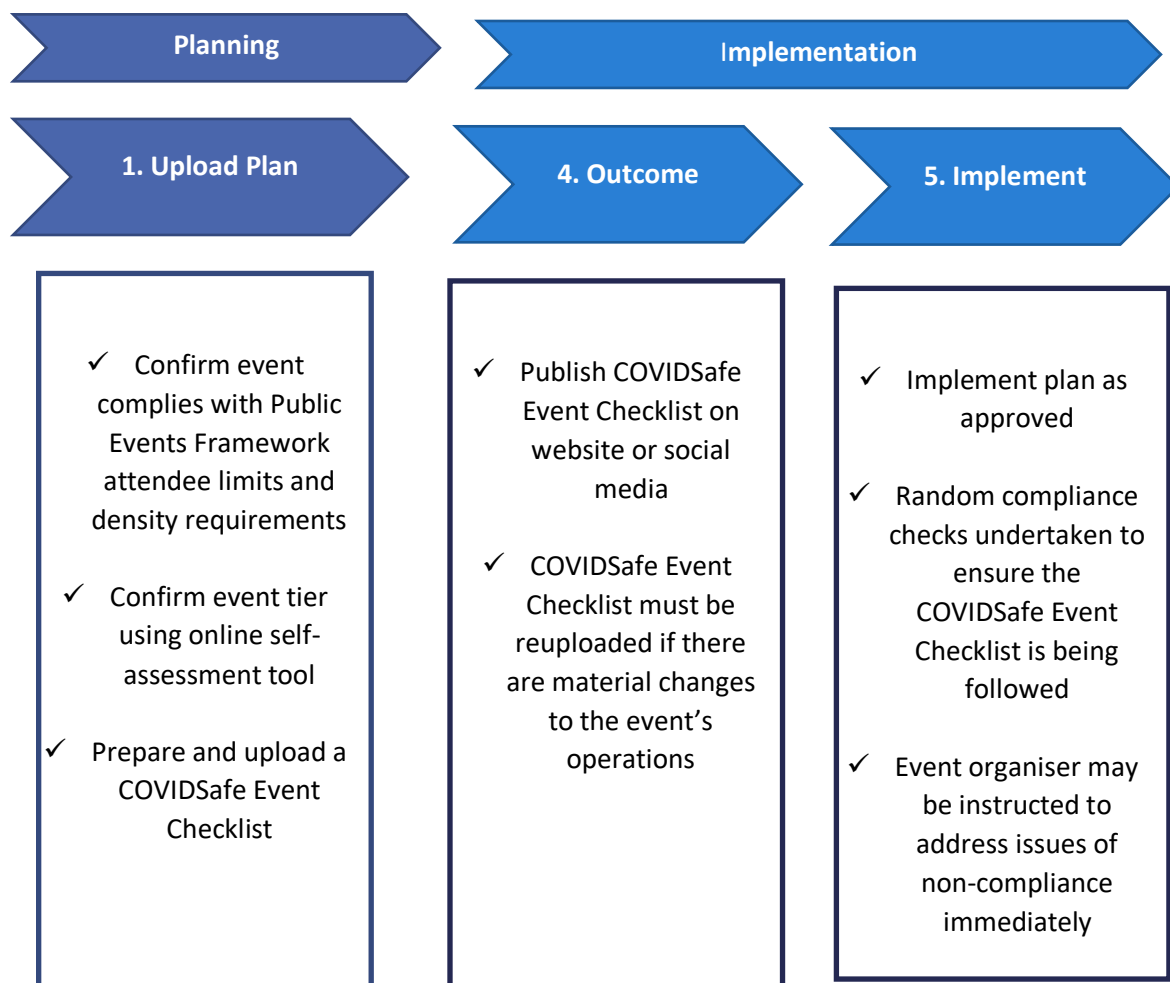 Planning
Implementation
1. Upload Plan
4. Outcome
5. Implement
✓ Confirm event
complies with Public
Events Framework
attendee limits and
density requirements
✓ Confirm event tier
using online self-
assessment tool
✓ Prepare and upload a
COVIDSafe Event
Checklist
✓ Publish COVIDSafe
Event Checklist on
website or social
media
✓ COVIDSafe Event
Checklist must be
reuploaded if there
are material changes
to the event’s
operations
✓ Implement plan as
approved
✓ Random compliance
checks undertaken to
ensure the
COVIDSafe Event
Checklist is being
followed
✓ Event organiser may
be instructed to
address issues of
non-compliance
immediately